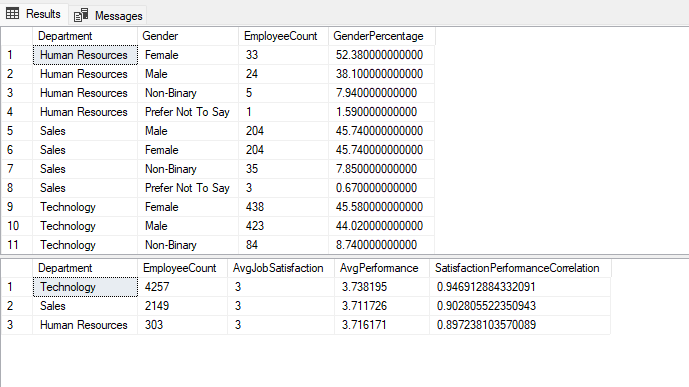 Results Messages
Department Gender EmployeeCount GenderPercentage
1 Human Resources Female 33 52.380000000000
2 Human Resources Male 24 38.100000000000
3 Human Resources Non-Binary 5 7.940000000000
4 Human Resources Prefer Not To Say 1 1.590000000000
5 Sales Male 204 45.740000000000
6 Sales Female 204 45.740000000000
7 Sales Non-Binary 35 7.850000000000
8 Sales Prefer Not To Say 3 0.670000000000
9 Technology Female 438 45.580000000000
10 Technology Male 423 44.020000000000
11 Technology Non-Binary 84 8.740000000000
Department EmployeeCount AvgJobSatisfaction AvgPerformance SatisfactionPerformanceCorrelation
1 Technology 4257 3 3.738195 0.946912884332091
2 Sales 2149 3 3.711726 0.902805522350943
3 Human Resources 303 3 3.716171 0.897238103570089